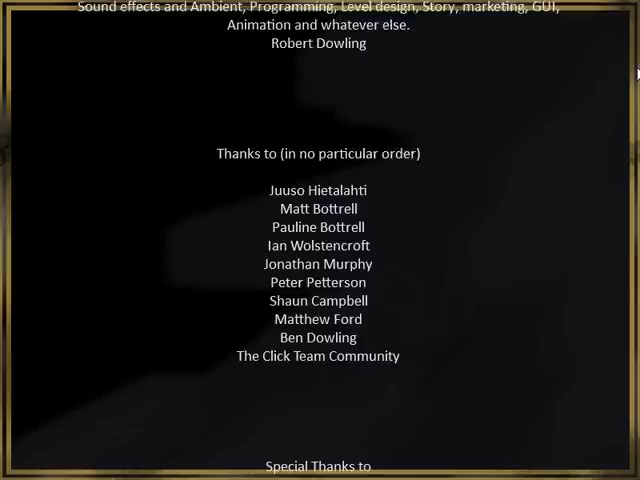 Sound effects and Ambient, Programming, Level design, Story, marketing, GUI,
Animation and whatever else.
Robert Dowling
Thanks to (in no particular order)
Juuso Hietalahti
Matt Bottrell
Pauline Bottrell
Ian Wolstencroft
Jonathan Murphy
Peter Petterson
Shaun Campbell
Matthew Ford
Ben Dowling
The Click Team Community
Special Thanks to